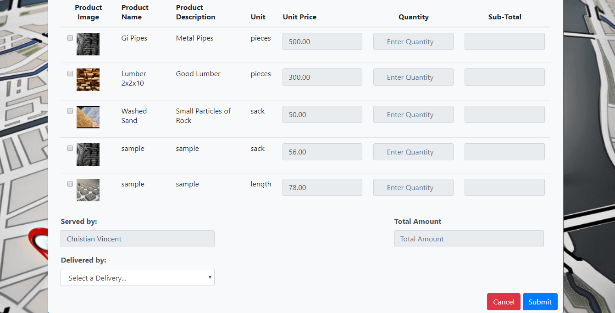 Product Image Product Name Product Description Unit Unit Price Quantity Sub-Total
Gi Pipes Metal Pipes pieces 500.00 Enter Quantity
Lumber 2x2x10 Good Lumber pieces 300.00 Enter Quantity
Washed Sand Small Particles of Rock sack 50.00 Enter Quantity
sample sample sack 56.00 Enter Quantity
sample sample length 78.00 Enter Quantity
Served by: Total Amount
Christian Vincent Total Amount
Delivered by:
Select a Delivery...
Cancel Submit